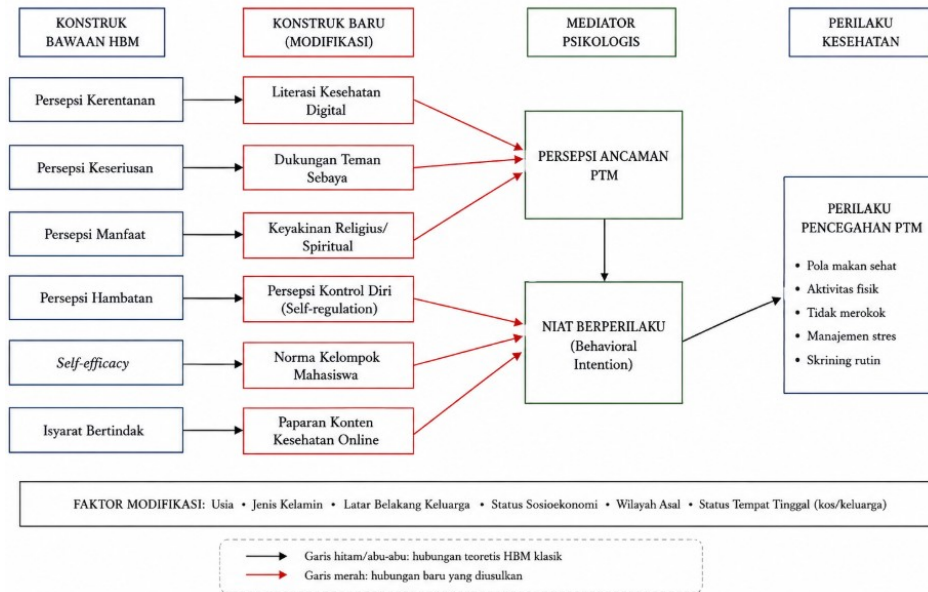 KONSTRUK
BAWAAN HBM
KONSTRUK BARU
(MODIFIKASI)
MEDIATOR
PSIKOLOGIS
PERILAKU
KESEHATAN
Persepsi Kerentanan
Literasi Kesehatan
Digital
Persepsi Keseriusan
Dukungan Teman
Sebaya
Persepsi Manfaat
Keyakinan Religius/
Spiritual
Persepsi Hambatan
Persepsi Kontrol Diri
(Self-regulation)
Self-efficacy
Norma Kelompok
Mahasiswa
Isyarat Bertindak
Paparan Konten
Kesehatan Online
PERSEPSI ANCAMAN
PTM
NIAT BERPERILAKU
(Behavioral
Intention)
PERILAKU
PENCEGAHAN PTM
• Pola makan sehat
• Aktivitas fisik
• Tidak merokok
• Manajemen stres
• Skrining rutin
FAKTOR MODIFIKASI: Usia • Jenis Kelamin • Latar Belakang Keluarga • Status Sosioekonomi • Wilayah Asal • Status Tempat Tinggal (kos/keluarga)
Garis hitam/abu-abu: hubungan teoretis HBM klasik
Garis merah: hubungan baru yang diusulkan